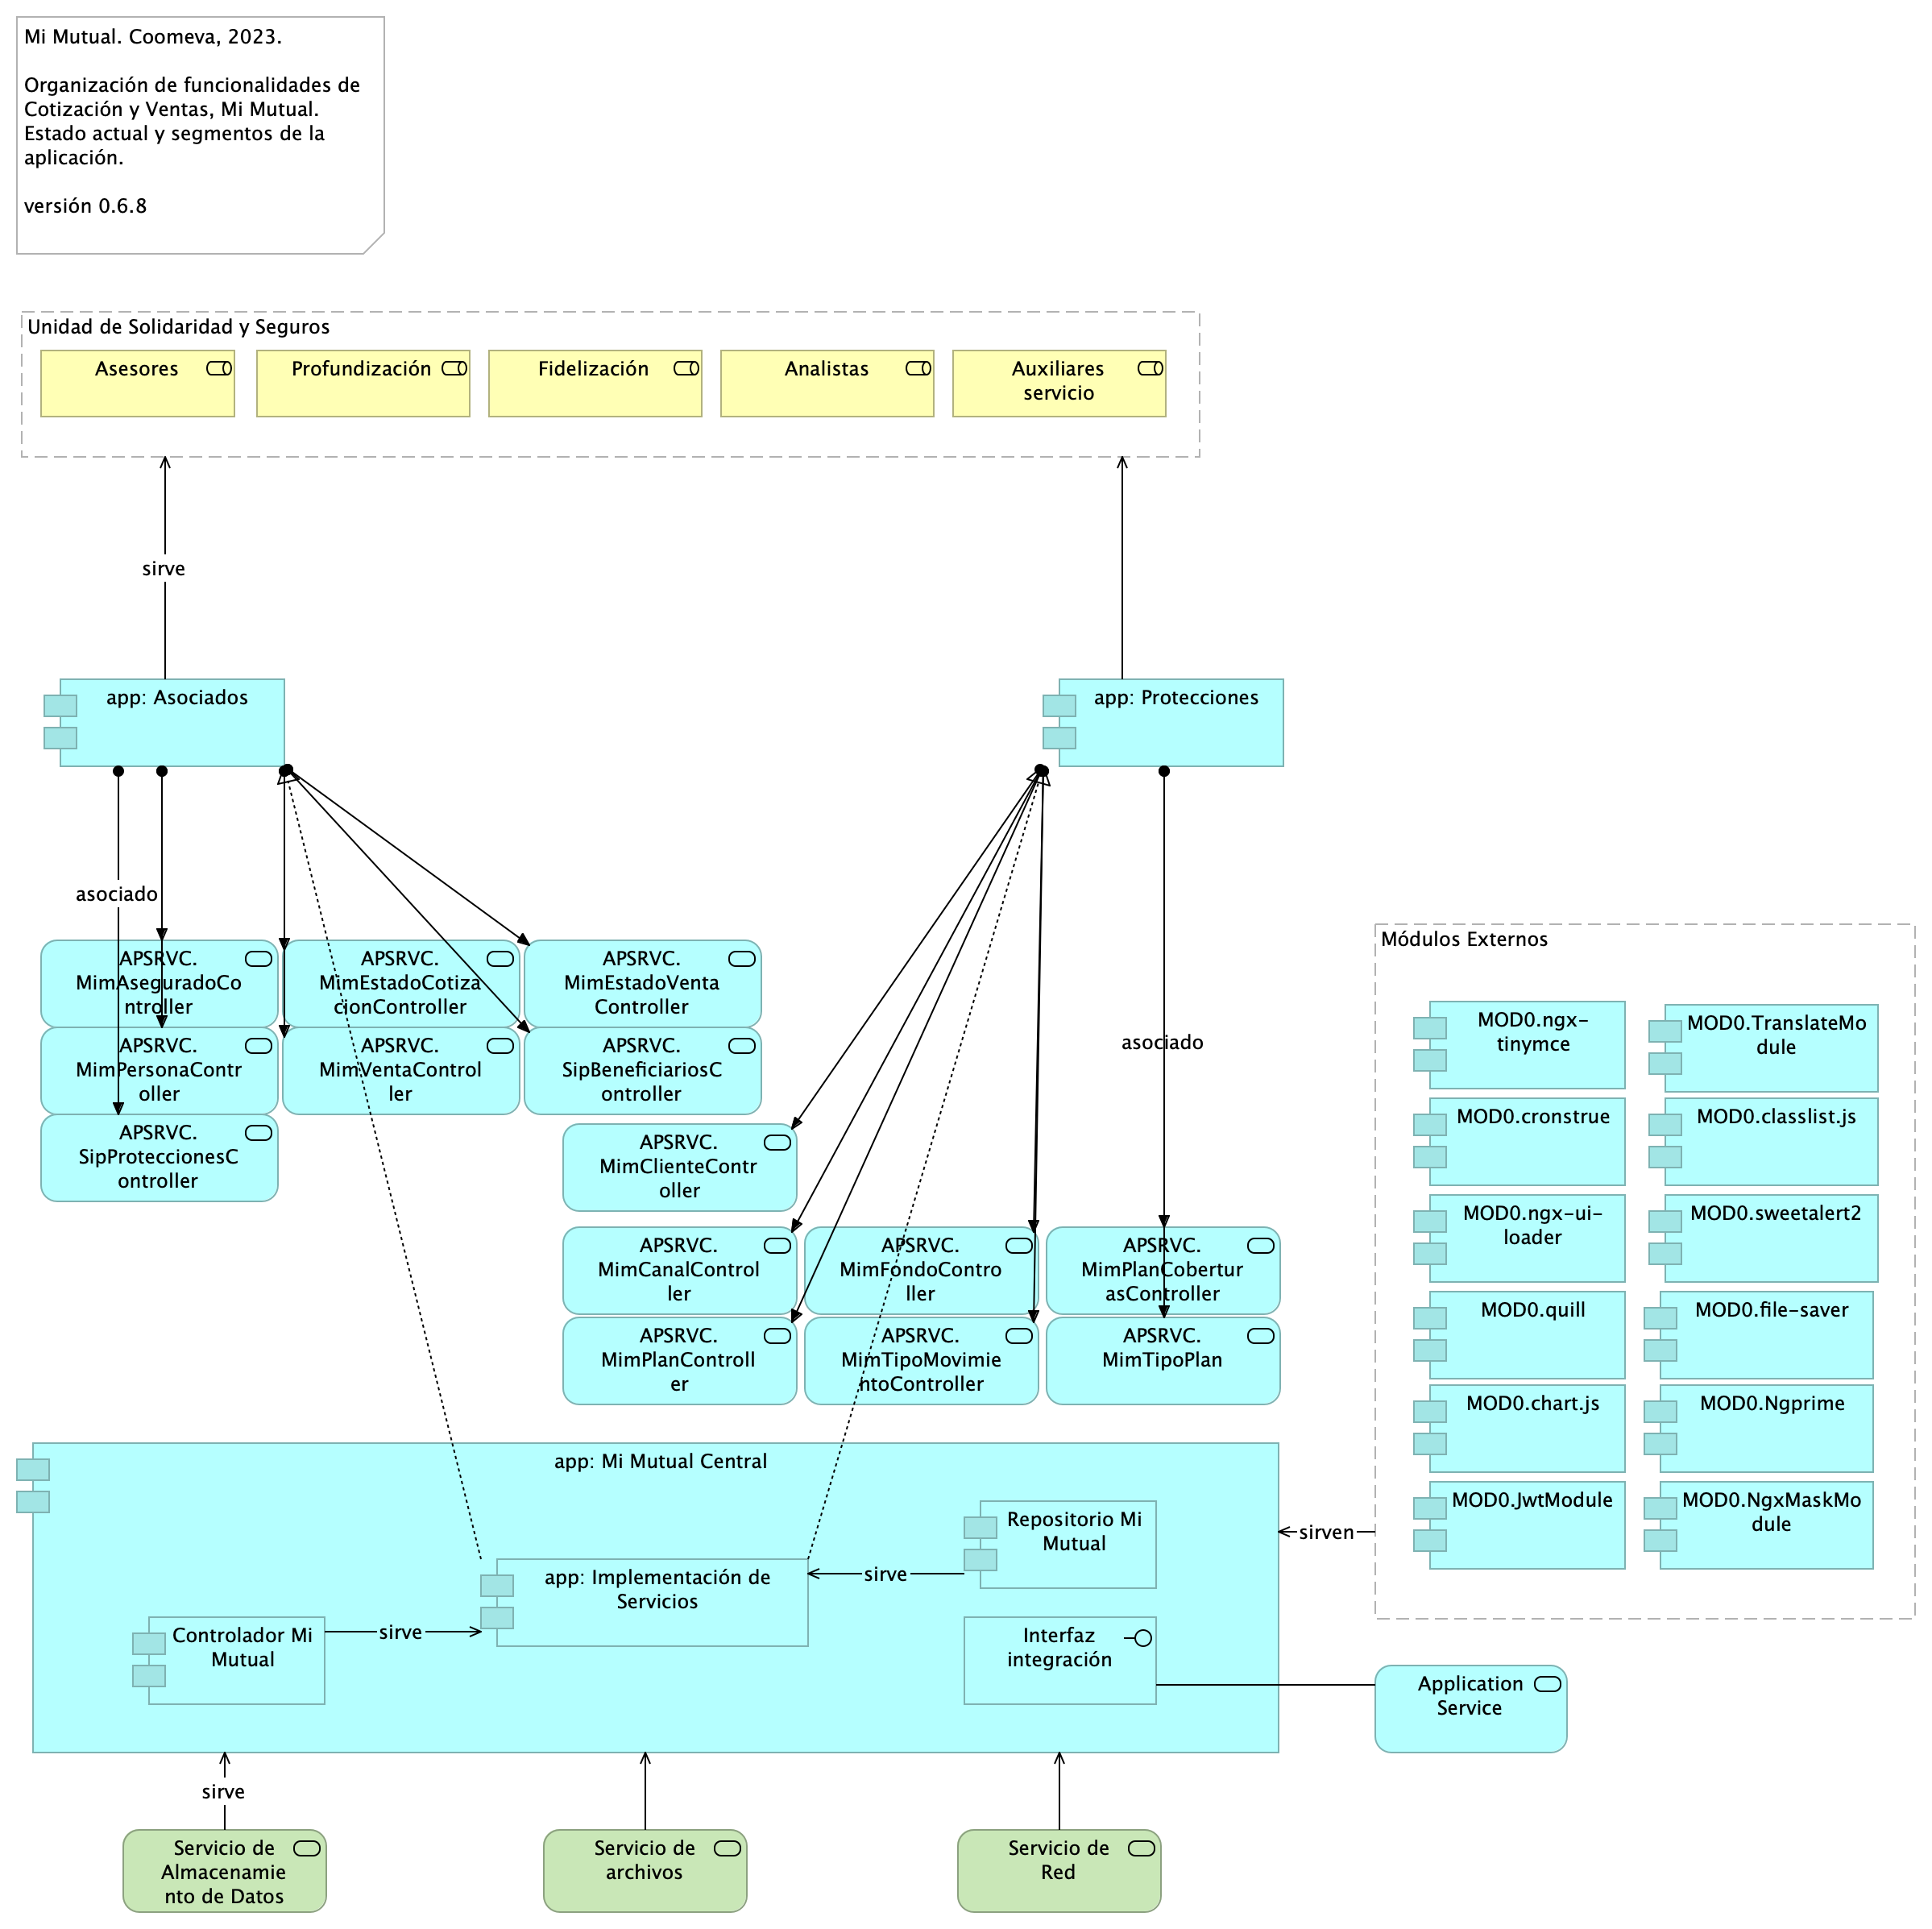 Mi Mutual. Coomeva, 2023.
Organización de funcionalidades de
Cotización y Ventas, Mi Mutual.
Estado actual y segmentos de la
aplicación.
versión 0.6.8
Unidad de Solidaridad y Seguros
Asesores
Profundización
Fidelización
Analistas
Auxiliares
servicio
sirve
app: Asociados
app: Protecciones
asociado
APSRVC.
MimAseguradoCo
ntroller
APSRVC.
MimEstadoCotiza
cionController
APSRVC.
MimEstadoVenta
Controller
APSRVC.
MimPersonaContr
oller
APSRVC.
MimVentaControl
ler
APSRVC.
SipBeneficiariosC
ontroller
APSRVC.
SipProteccionesC
ontroller
asociado
APSRVC.
MimClienteContr
oller
APSRVC.
MimCanalControl
ler
APSRVC.
MimFondoContro
ller
APSRVC.
MimPlanCobertur
asController
APSRVC.
MimPlanControll
er
APSRVC.
MimTipoMovimie
ntoController
APSRVC.
MimTipoPlan
Módulos Externos
MOD0.ngx-
tinymce
MOD0.TranslateMo
dule
MOD0.cronstrue
MOD0.classlist.js
MOD0.ngx-ui-
loader
MOD0.sweetalert2
MOD0.quill
MOD0.file-saver
MOD0.chart.js
MOD0.Ngprime
MOD0.JwtModule
MOD0.NgxMaskMo
dule
app: Mi Mutual Central
Repositorio Mi
Mutual
sirven
app: Implementación de
Servicios
sirve
Controlador Mi
Mutual
sirve
Interfaz
integración
Application
Service
sirve
Servicio de
Almacenamie
nto de Datos
Servicio de
archivos
Servicio de
Red